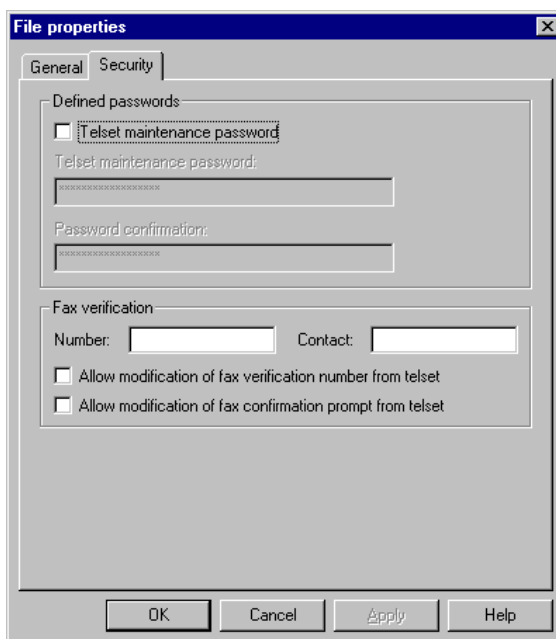 File properties
General Security
Defined passwords
Telset maintenance password
Telset maintenance password:
xxxxxxxxxxxxxxxxxx
Password confirmation:
xxxxxxxxxxxxxxxxxx
Fax verification
Number: Contact:
Allow modification of fax verification number from telset
Allow modification of fax confirmation prompt from telset
OK Cancel Apply Help